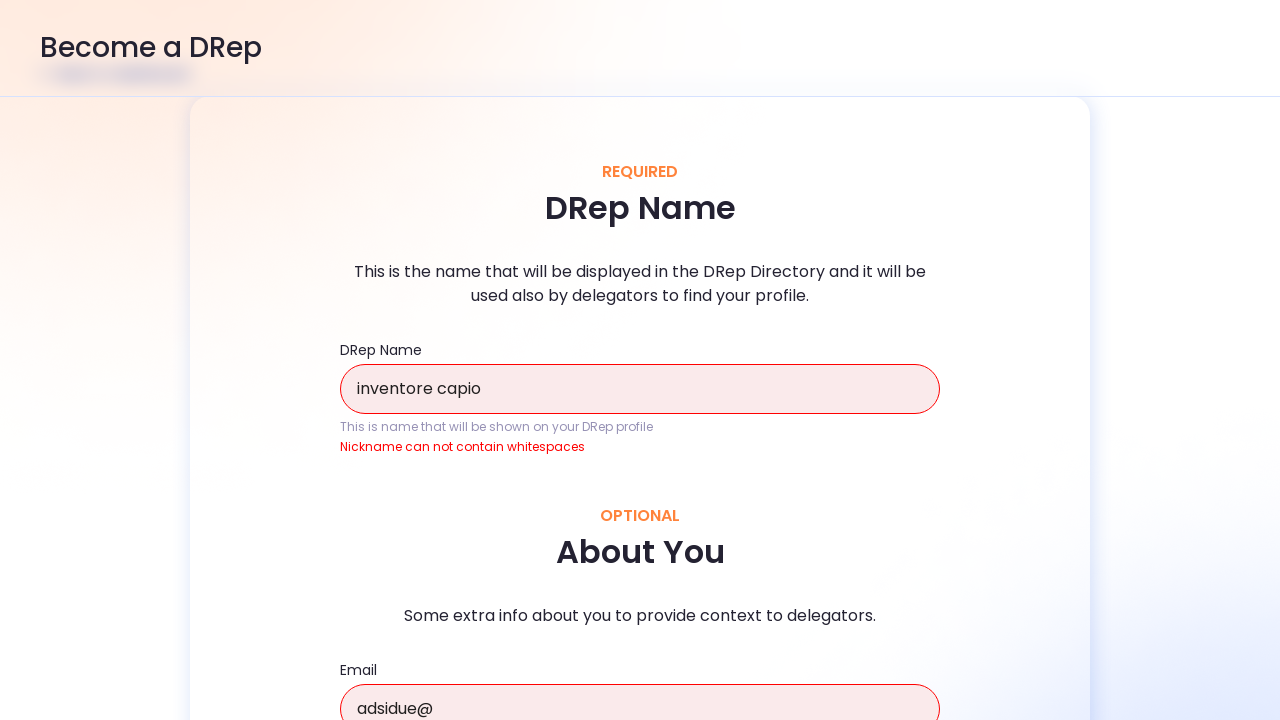 Become a DRep
REQUIRED
DRep Name
This is the name that will be displayed in the DRep Directory and it will be
used also by delegators to find your profile.
DRep Name
inventore capio
This is name that will be shown on your DRep profile
Nickname can not contain whitespaces
OPTIONAL
About You
Some extra info about you to provide context to delegators.
Email
adsidue@